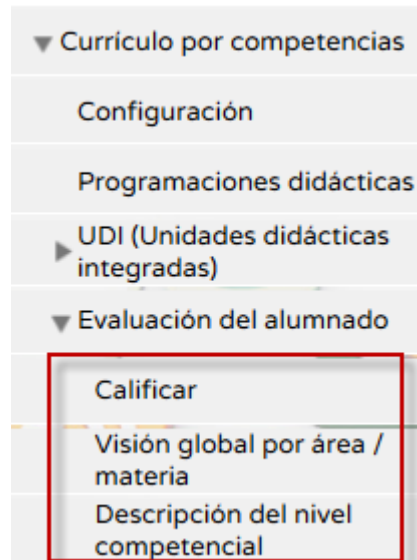 Currículo por competencias
Configuración
Programaciones didácticas
UDI (Unidades didácticas
integradas)
Evaluación del alumnado
Calificar
Visión global por área /
materia
Descripción del nivel
competencial